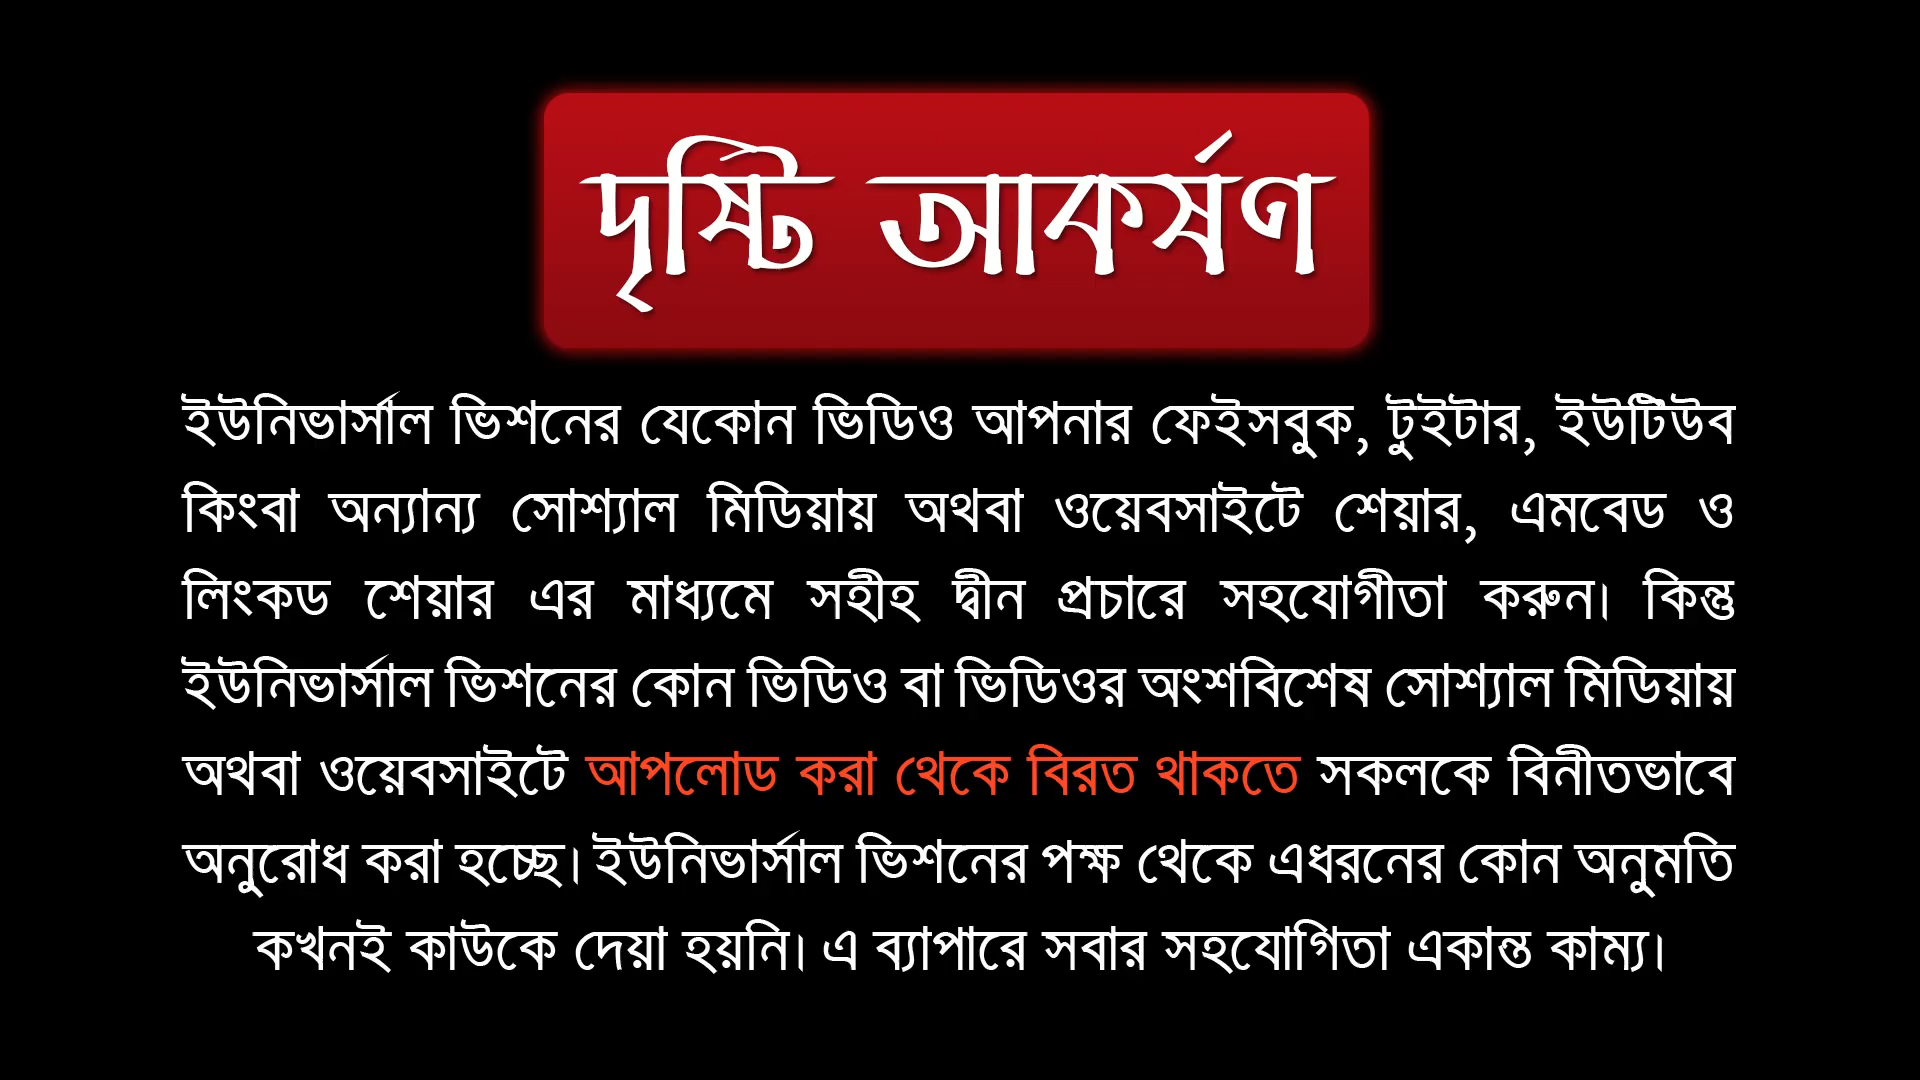 দৃষ্টি আকর্ষণ
ইউনিভার্সাল ভিশনের যেকোন ভিডিও আপনার ফেইসবুক, টুইটার, ইউটিউব
কিংবা অন্যান্য সোশ্যাল মিডিয়ায় অথবা ওয়েবসাইটে শেয়ার, এমবেড ও
লিংকড শেয়ার এর মাধ্যমে সহীহ দ্বীন প্রচারে সহযোগীতা করুন। কিন্তু
ইউনিভার্সাল ভিশনের কোন ভিডিও বা ভিডিওর অংশবিশেষ সোশ্যাল মিডিয়ায়
অথবা ওয়েবসাইটে আপলোড করা থেকে বিরত থাকতে সকলকে বিনীতভাবে
অনুরোধ করা হচ্ছে। ইউনিভার্সাল ভিশনের পক্ষ থেকে এধরনের কোন অনুমতি
কখনই কাউকে দেয়া হয়নি। এ ব্যাপারে সবার সহযোগিতা একান্ত কাম্য।